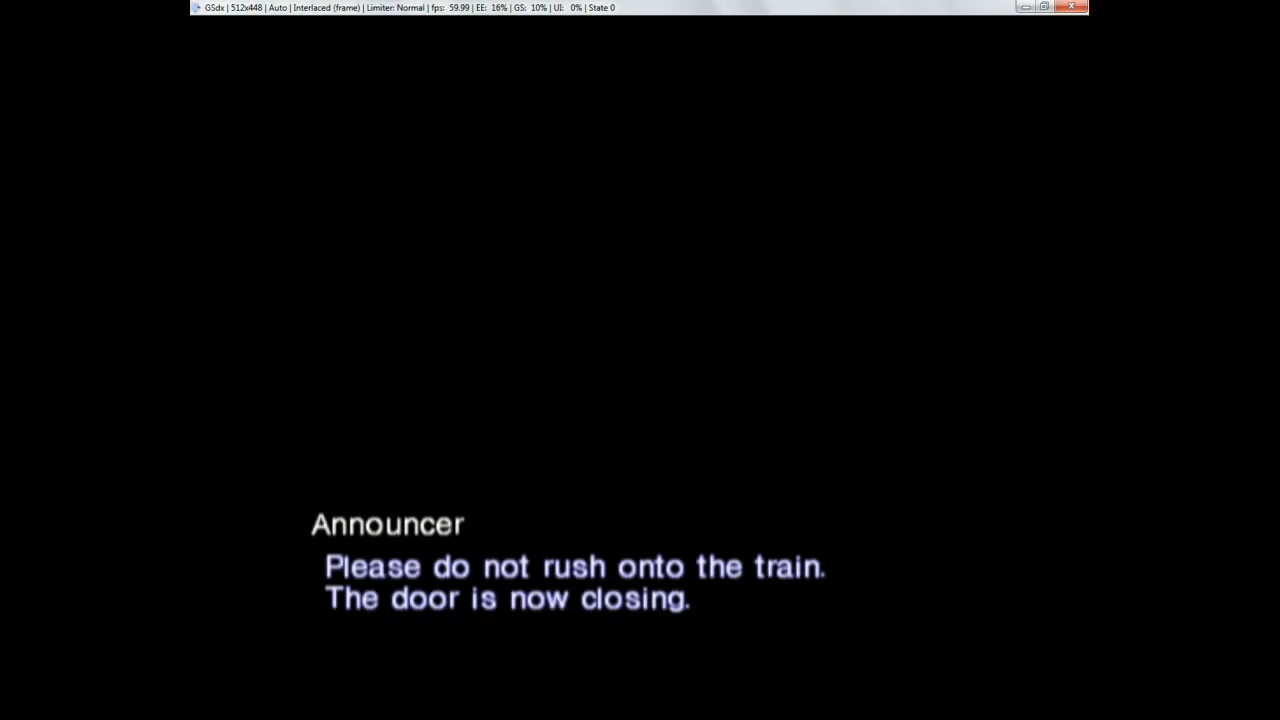 GSdx | 512x448 | Auto | Interlaced (frame) | Limiter: Normal | fps: 59.99 | EE: 16% | GS: 10% | UI: 0% | State 0
Announcer
Please do not rush onto the train.
The door is now closing.